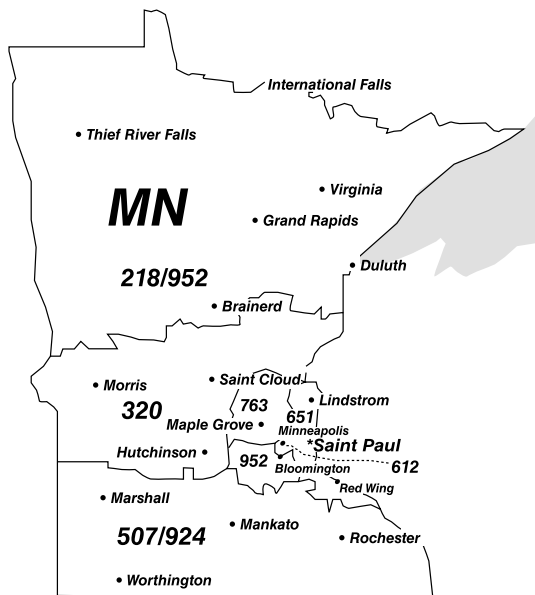 International Falls
Thief River Falls
Virginia
MN
Grand Rapids
Duluth
218/952
Brainerd
Saint Cloud
Morris
Lindstrom
763
320
651
Maple Grove
Minneapolis
*Saint Paul
Hutchinson
952
Bloomington
612
Red Wing
Marshall
Mankato
507/924
Rochester
Worthington